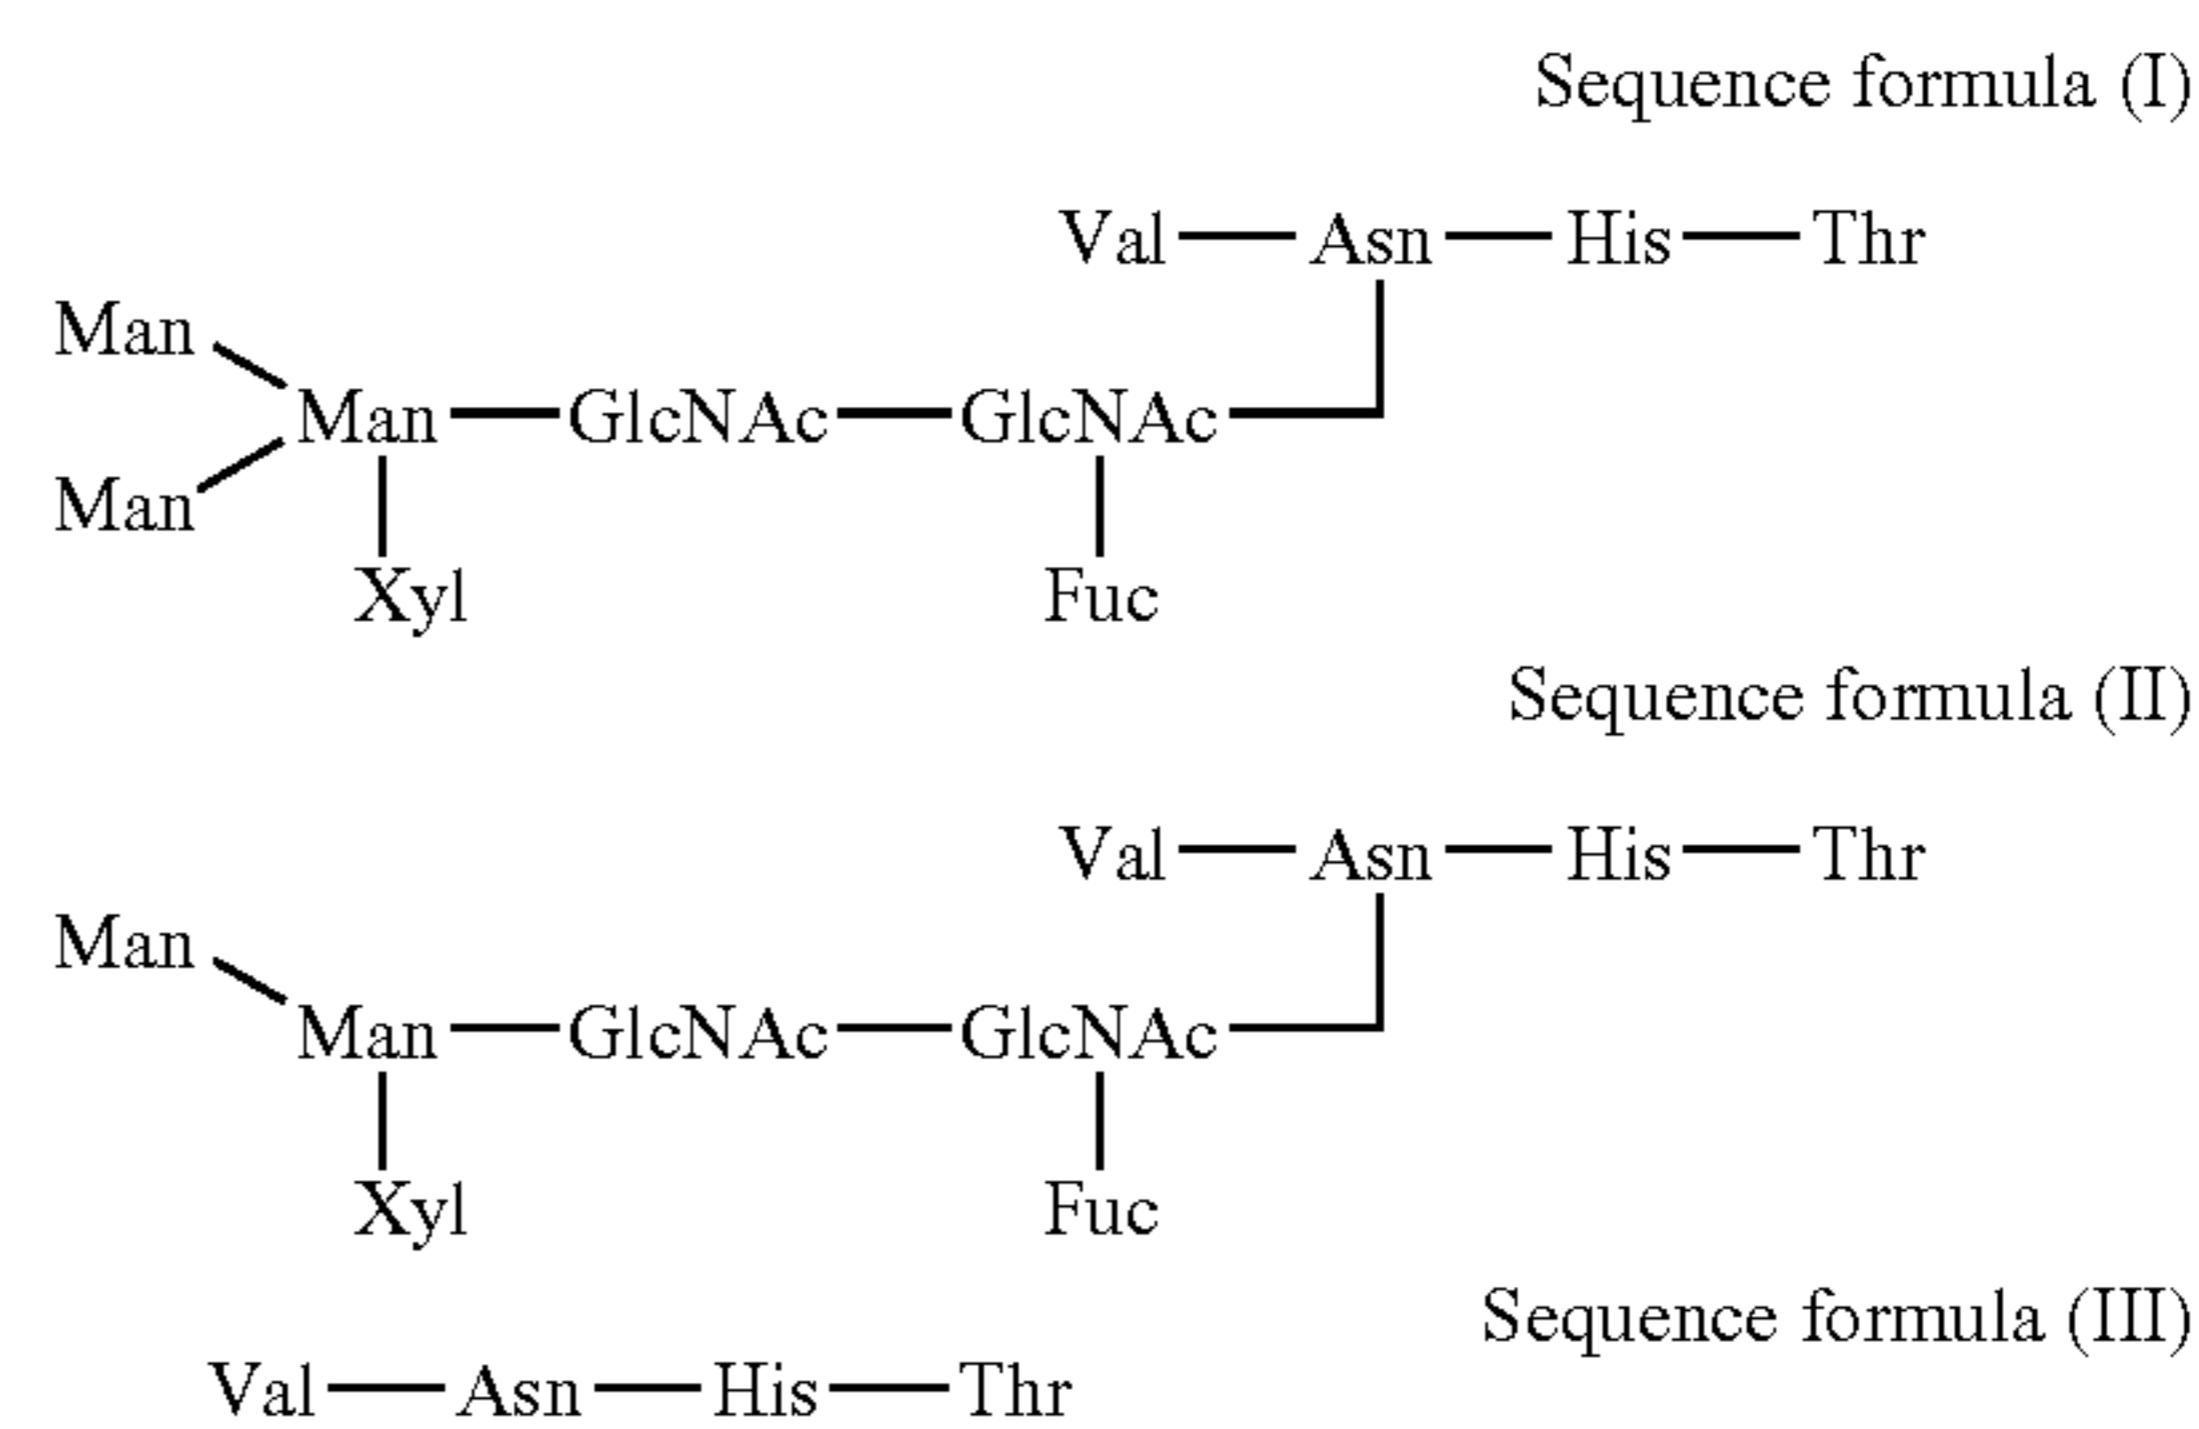 Sequence formula (I)
Val — Asn — His — Thr
Man
Man — GlcNAc — GlcNAc
Man
Xyl Fuc
Sequence formula (II)
Val — Asn — His — Thr
Man
Man — GlcNAc — GlcNAc
Xyl Fuc
Sequence formula (III)
Val — Asn — His — Thr